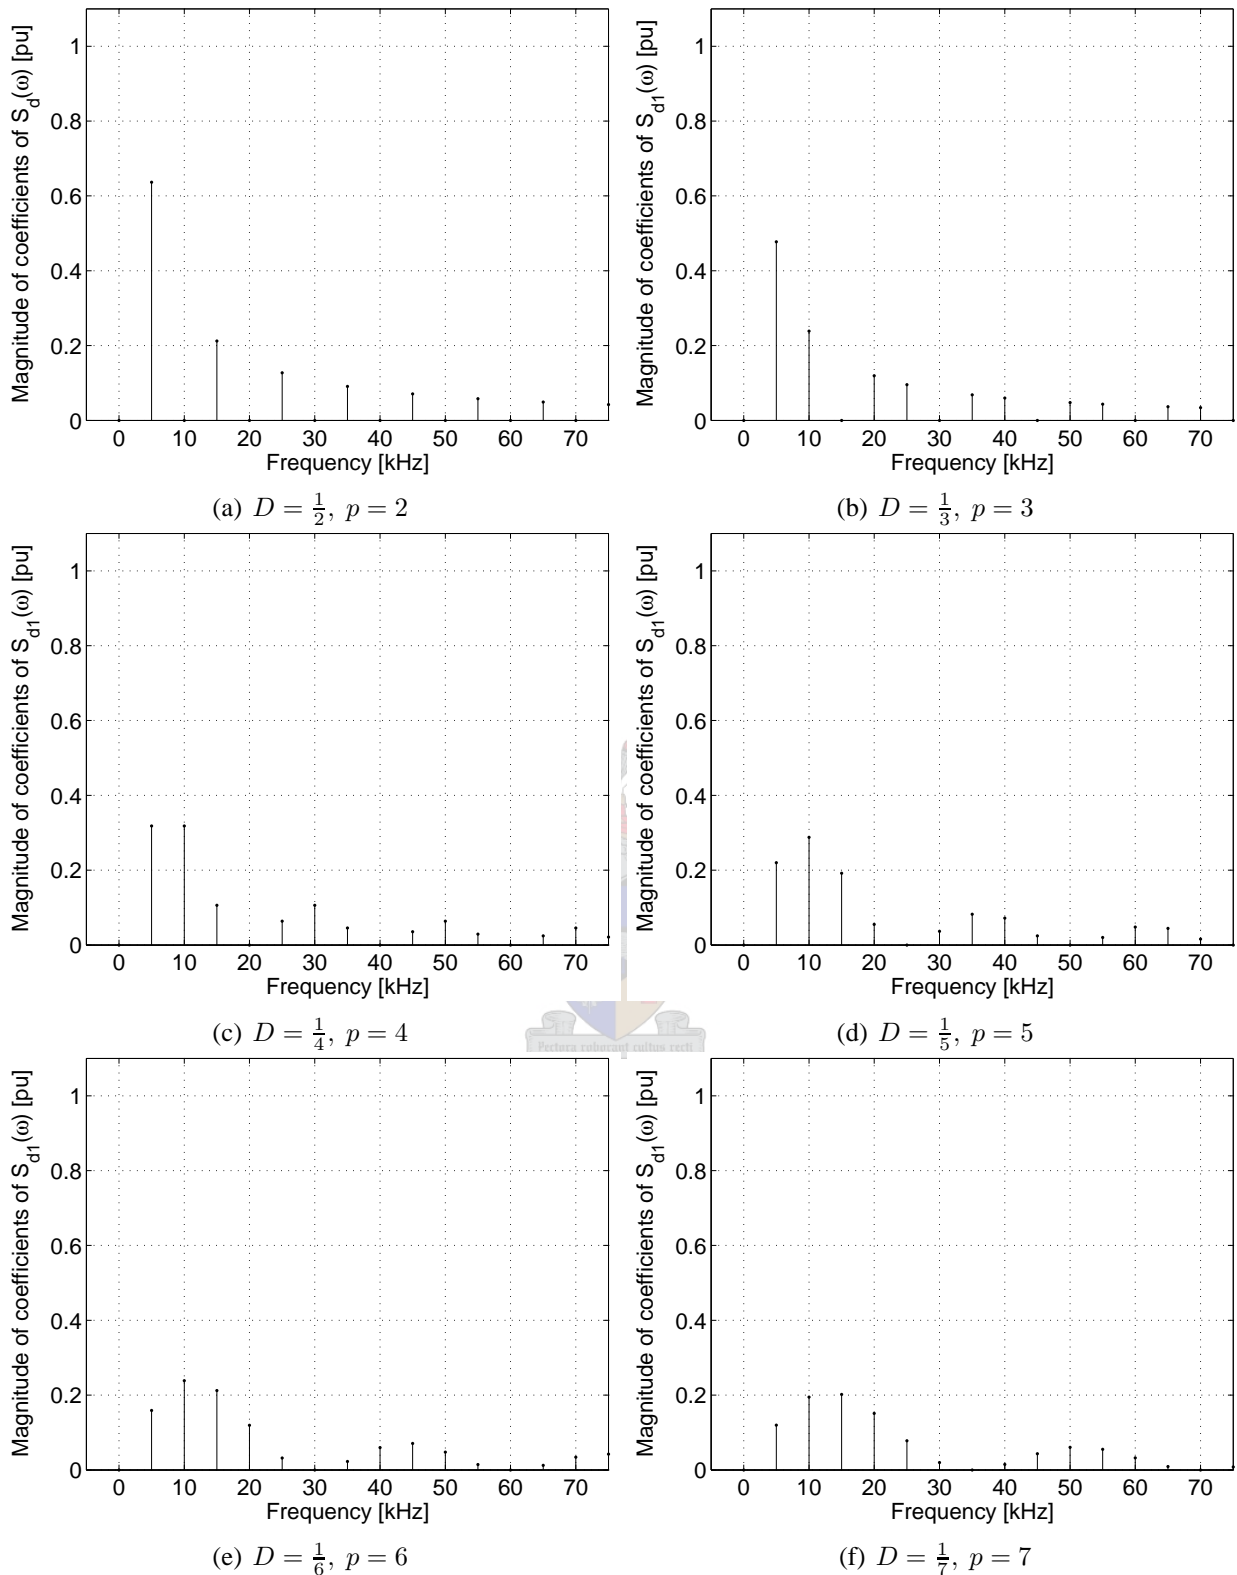 Magnitude of coefficients of S_d(ω) [pu]
1
0.8
0.6
0.4
0.2
0
0 10 20 30 40 50 60 70
Frequency [kHz]
(a) D = 1/2, p = 2
Magnitude of coefficients of S_d1(ω) [pu]
1
0.8
0.6
0.4
0.2
0
0 10 20 30 40 50 60 70
Frequency [kHz]
(b) D = 1/3, p = 3
Magnitude of coefficients of S_d1(ω) [pu]
1
0.8
0.6
0.4
0.2
0
0 10 20 30 40 50 60 70
Frequency [kHz]
(c) D = 1/4, p = 4
Magnitude of coefficients of S_d1(ω) [pu]
1
0.8
0.6
0.4
0.2
0
0 10 20 30 40 50 60 70
Frequency [kHz]
(d) D = 1/5, p = 5
Pectora roborant cultus recti
Magnitude of coefficients of S_d1(ω) [pu]
1
0.8
0.6
0.4
0.2
0
0 10 20 30 40 50 60 70
Frequency [kHz]
(e) D = 1/6, p = 6
Magnitude of coefficients of S_d1(ω) [pu]
1
0.8
0.6
0.4
0.2
0
0 10 20 30 40 50 60 70
Frequency [kHz]
(f) D = 1/7, p = 7